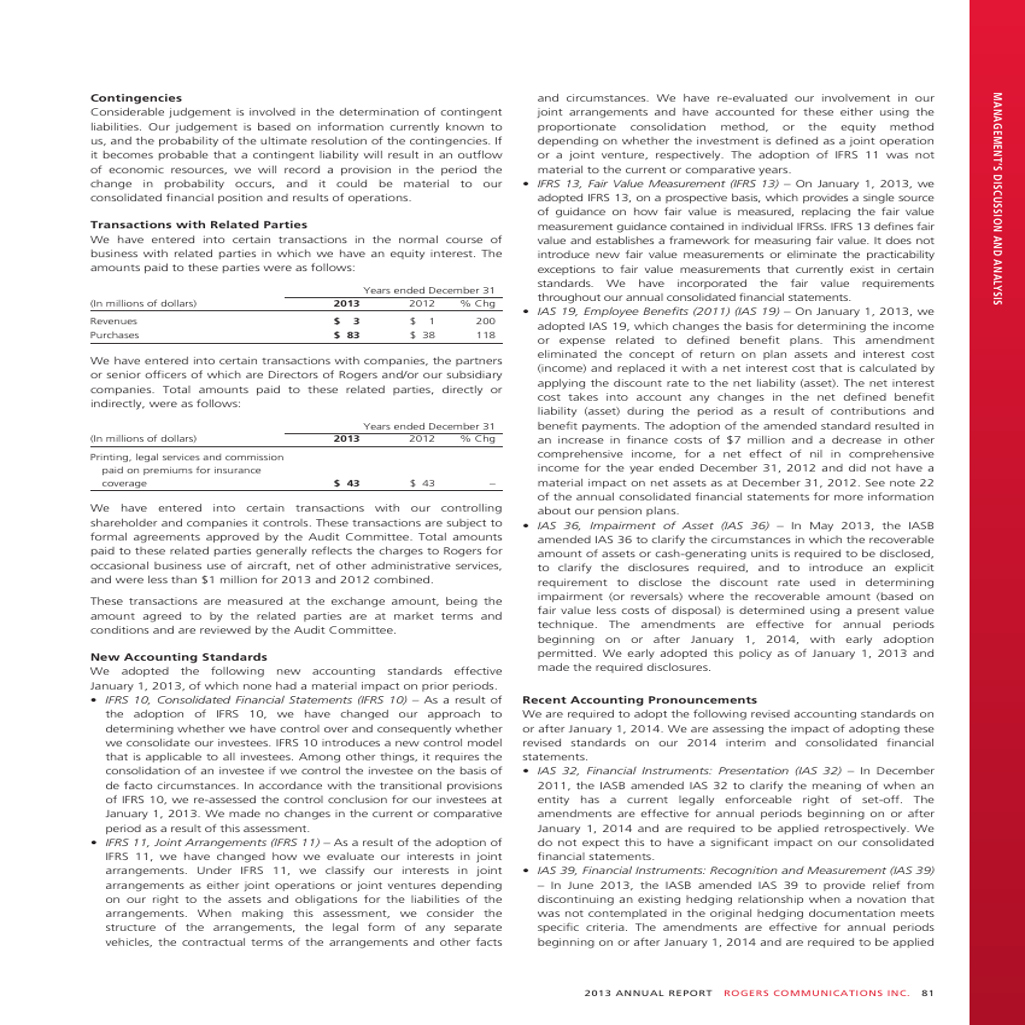 Contingencies
Considerable judgement is involved in the determination of contingent
liabilities. Our judgement is based on information currently known to
us, and the probability of the ultimate resolution of the contingencies. If
it becomes probable that a contingent liability will result in an outflow
of economic resources, we will record a provision in the period the
change in probability occurs, and it could be material to our
consolidated financial position and results of operations.
Transactions with Related Parties
We have entered into certain transactions in the normal course of
business with related parties in which we have an equity interest. The
amounts paid to these parties were as follows:
Years ended December 31
(In millions of dollars) 2013 2012 % Chg
Revenues $ 3 $ 1 200
Purchases $ 83 $ 38 118
We have entered into certain transactions with companies, the partners
or senior officers of which are Directors of Rogers and/or our subsidiary
companies. Total amounts paid to these related parties, directly or
indirectly, were as follows:
Years ended December 31
(In millions of dollars) 2013 2012 % Chg
Printing, legal services and commission
paid on premiums for insurance
coverage $ 43 $ 43 –
We have entered into certain transactions with our controlling
shareholder and companies it controls. These transactions are subject to
formal agreements approved by the Audit Committee. Total amounts
paid to these related parties generally reflects the charges to Rogers for
occasional business use of aircraft, net of other administrative services,
and were less than $1 million for 2013 and 2012 combined.
These transactions are measured at the exchange amount, being the
amount agreed to by the related parties are at market terms and
conditions and are reviewed by the Audit Committee.
New Accounting Standards
We adopted the following new accounting standards effective
January 1, 2013, of which none had a material impact on prior periods.
• IFRS 10, Consolidated Financial Statements (IFRS 10) – As a result of
the adoption of IFRS 10, we have changed our approach to
determining whether we have control over and consequently whether
we consolidate our investees. IFRS 10 introduces a new control model
that is applicable to all investees. Among other things, it requires the
consolidation of an investee if we control the investee on the basis of
de facto circumstances. In accordance with the transitional provisions
of IFRS 10, we re-assessed the control conclusion for our investees at
January 1, 2013. We made no changes in the current or comparative
period as a result of this assessment.
• IFRS 11, Joint Arrangements (IFRS 11) – As a result of the adoption of
IFRS 11, we have changed how we evaluate our interests in joint
arrangements. Under IFRS 11, we classify our interests in joint
arrangements as either joint operations or joint ventures depending
on our right to the assets and obligations for the liabilities of the
arrangements. When making this assessment, we consider the
structure of the arrangements, the legal form of any separate
vehicles, the contractual terms of the arrangements and other facts
and circumstances. We have re-evaluated our involvement in our
joint arrangements and have accounted for these either using the
proportionate consolidation method, or the equity method
depending on whether the investment is defined as a joint operation
or a joint venture, respectively. The adoption of IFRS 11 was not
material to the current or comparative years.
• IFRS 13, Fair Value Measurement (IFRS 13) – On January 1, 2013, we
adopted IFRS 13, on a prospective basis, which provides a single source
of guidance on how fair value is measured, replacing the fair value
measurement guidance contained in individual IFRSs. IFRS 13 defines fair
value and establishes a framework for measuring fair value. It does not
introduce new fair value measurements or eliminate the practicability
exceptions to fair value measurements that currently exist in certain
standards. We have incorporated the fair value requirements
throughout our annual consolidated financial statements.
• IAS 19, Employee Benefits (2011) (IAS 19) – On January 1, 2013, we
adopted IAS 19, which changes the basis for determining the income
or expense related to defined benefit plans. This amendment
eliminated the concept of return on plan assets and interest cost
(income) and replaced it with a net interest cost that is calculated by
applying the discount rate to the net liability (asset). The net interest
cost takes into account any changes in the net defined benefit
liability (asset) during the period as a result of contributions and
benefit payments. The adoption of the amended standard resulted in
an increase in finance costs of $7 million and a decrease in other
comprehensive income, for a net effect of nil in comprehensive
income for the year ended December 31, 2012 and did not have a
material impact on net assets as at December 31, 2012. See note 22
of the annual consolidated financial statements for more information
about our pension plans.
• IAS 36, Impairment of Asset (IAS 36) – In May 2013, the IASB
amended IAS 36 to clarify the circumstances in which the recoverable
amount of assets or cash-generating units is required to be disclosed,
to clarify the disclosures required, and to introduce an explicit
requirement to disclose the discount rate used in determining
impairment (or reversals) where the recoverable amount (based on
fair value less costs of disposal) is determined using a present value
technique. The amendments are effective for annual periods
beginning on or after January 1, 2014, with early adoption
permitted. We early adopted this policy as of January 1, 2013 and
made the required disclosures.
Recent Accounting Pronouncements
We are required to adopt the following revised accounting standards on
or after January 1, 2014. We are assessing the impact of adopting these
revised standards on our 2014 interim and consolidated financial
statements.
• IAS 32, Financial Instruments: Presentation (IAS 32) – In December
2011, the IASB amended IAS 32 to clarify the meaning of when an
entity has a current legally enforceable right of set-off. The
amendments are effective for annual periods beginning on or after
January 1, 2014 and are required to be applied retrospectively. We
do not expect this to have a significant impact on our consolidated
financial statements.
• IAS 39, Financial Instruments: Recognition and Measurement (IAS 39)
– In June 2013, the IASB amended IAS 39 to provide relief from
discontinuing an existing hedging relationship when a novation that
was not contemplated in the original hedging documentation meets
specific criteria. The amendments are effective for annual periods
beginning on or after January 1, 2014 and are required to be applied
MANAGEMENT'S DISCUSSION AND ANALYSIS
2013 ANNUAL REPORT ROGERS COMMUNICATIONS INC. 81